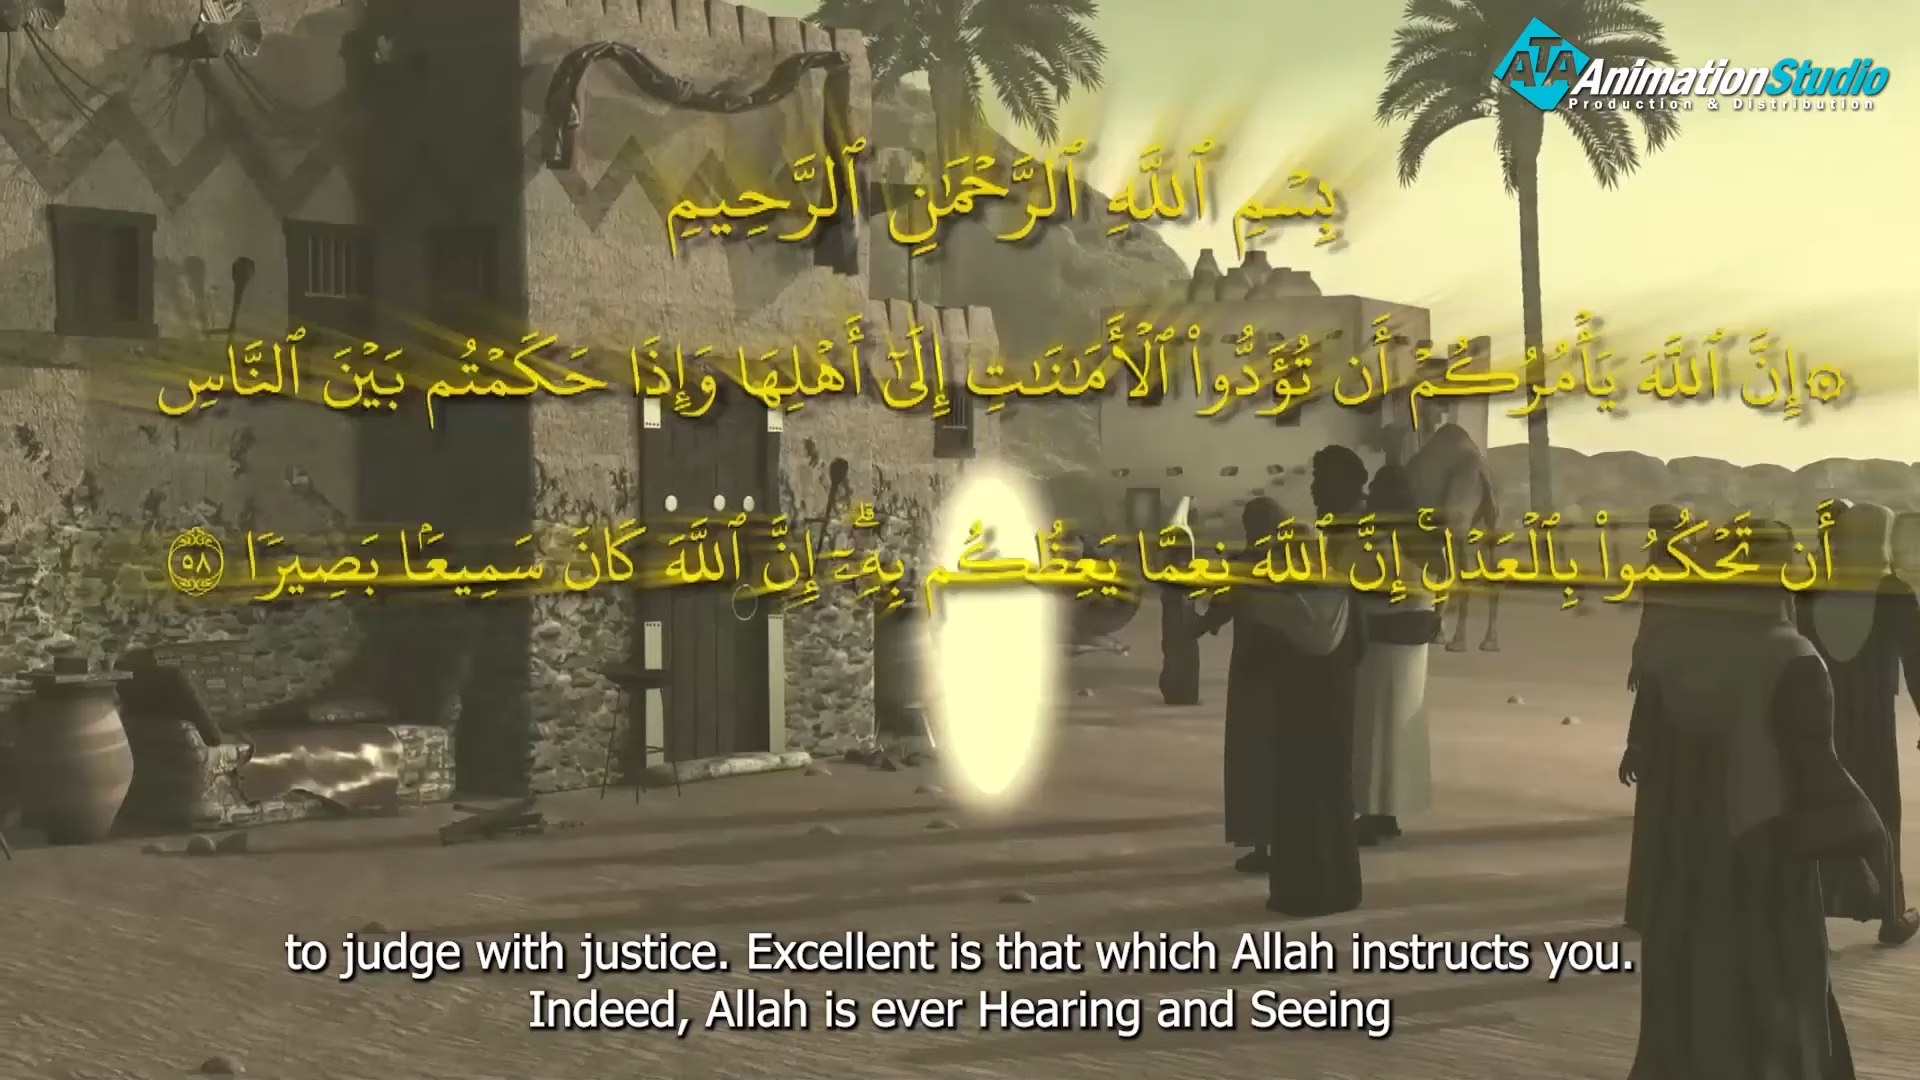 ATA AnimationStudio
Production & Distribution
بِسْمِ ٱللَّهِ ٱلرَّحْمَٰنِ ٱلرَّحِيمِ
۞إِنَّ ٱللَّهَ يَأْمُرُكُمْ أَن تُؤَدُّوا۟ ٱلْأَمَٰنَٰتِ إِلَىٰٓ أَهْلِهَا وَإِذَا حَكَمْتُم بَيْنَ ٱلنَّاسِ
أَن تَحْكُمُوا۟ بِٱلْعَدْلِ ۚ إِنَّ ٱللَّهَ نِعِمَّا يَعِظُكُم بِهِۦٓ ۗ إِنَّ ٱللَّهَ كَانَ سَمِيعًۢا بَصِيرًا ٥٨
to judge with justice. Excellent is that which Allah instructs you.
Indeed, Allah is ever Hearing and Seeing